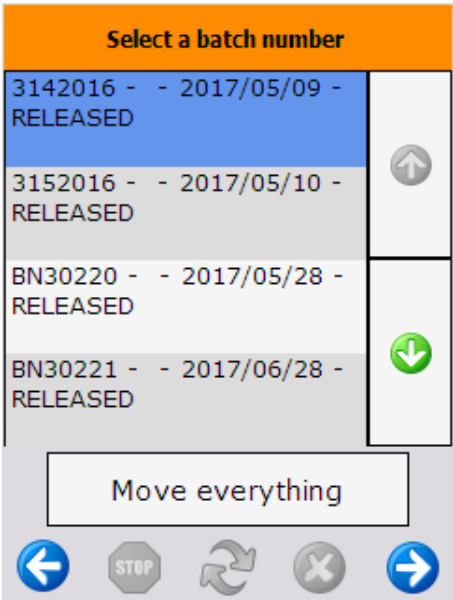 Select a batch number
3142016 -  - 2017/05/09 -
RELEASED
3152016 -  - 2017/05/10 -
RELEASED
BN30220 -  - 2017/05/28 -
RELEASED
BN30221 -  - 2017/06/28 -
RELEASED
Move everything
STOP